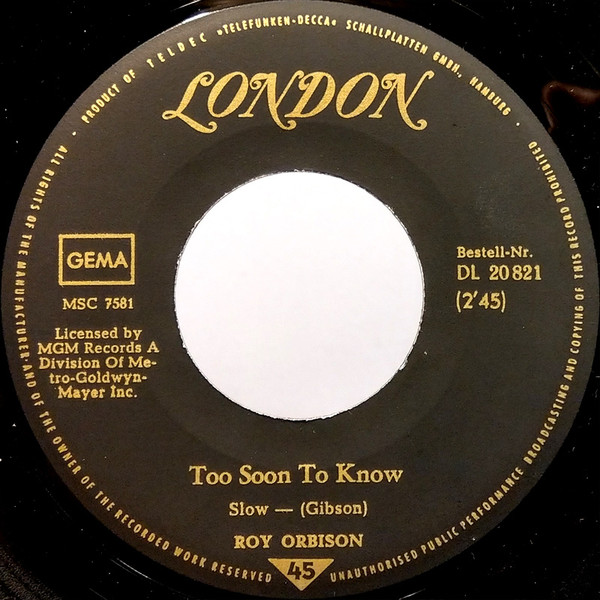 ALL RIGHTS OF THE MANUFACTURER AND OF THE OWNER OF THE RECORDED WORK RESERVED
· PRODUCT OF TELDEC »TELEFUNKEN-DECCA« SCHALLPLATTEN GMBH., HAMBURG ·
UNAUTHORISED PUBLIC PERFORMANCE BROADCASTING AND COPYING OF THIS RECORD PROHIBITED
LONDON
GEMA
MSC 7581
Licensed by
MGM Records A
Division Of Me-
tro-Goldwyn-
Mayer Inc.
Bestell-Nr.
DL 20 821
(2'45)
Too Soon To Know
Slow — (Gibson)
ROY ORBISON
45